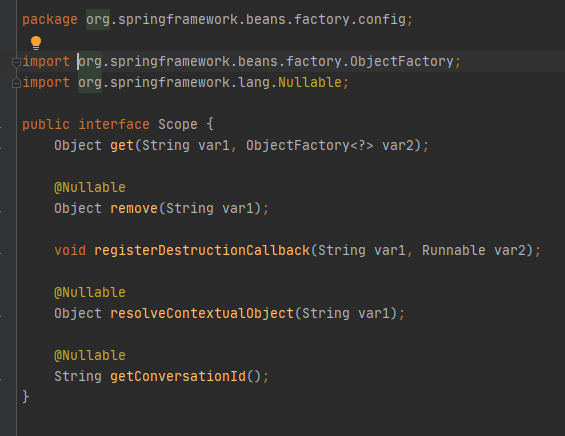 package org.springframework.beans.factory.config;
import org.springframework.beans.factory.ObjectFactory;
import org.springframework.lang.Nullable;
public interface Scope {
Object get(String var1, ObjectFactory<?> var2);
@Nullable
Object remove(String var1);
void registerDestructionCallback(String var1, Runnable var2);
@Nullable
Object resolveContextualObject(String var1);
@Nullable
String getConversationId();
}